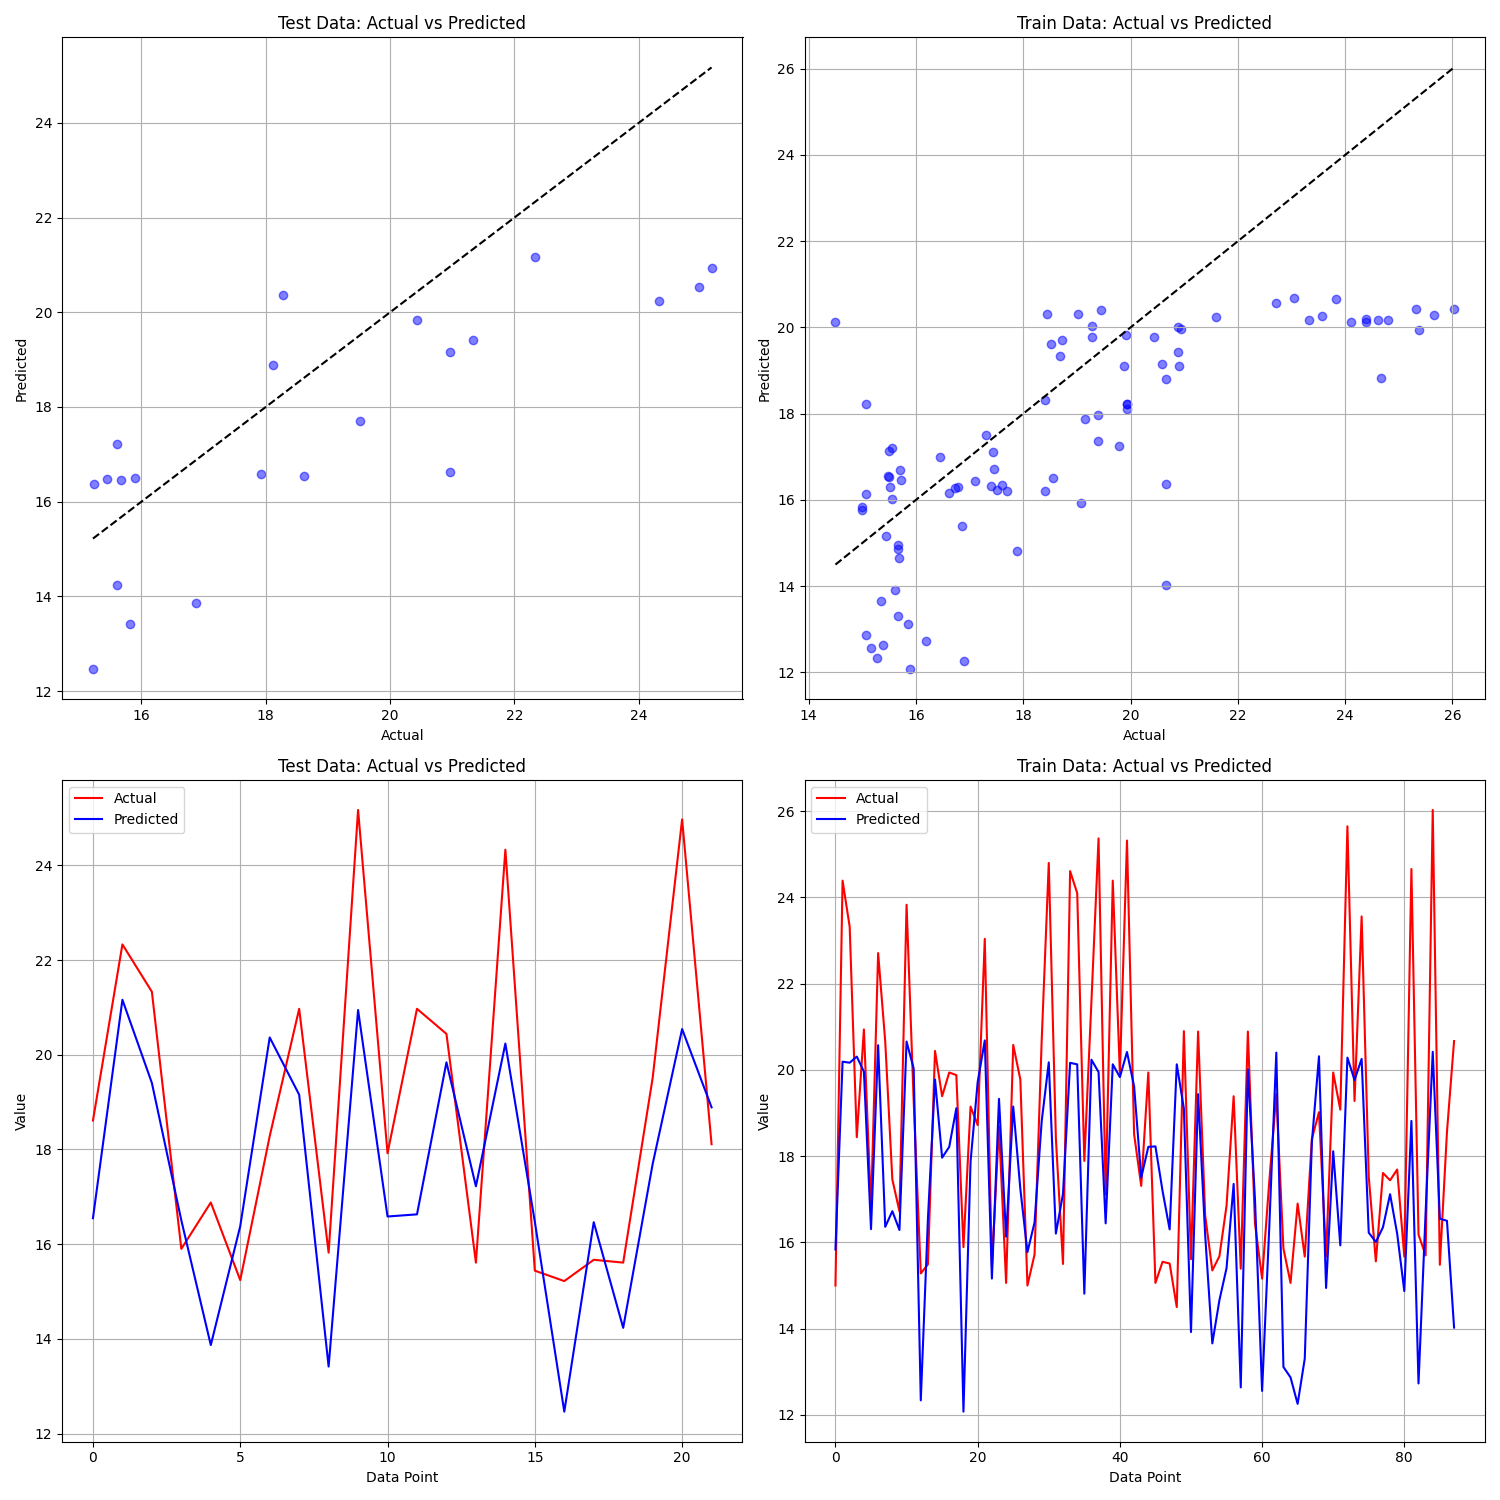 Test Data: Actual vs Predicted
Predicted
24
22
20
18
16
14
12
16 18 20 22 24
Actual
Train Data: Actual vs Predicted
Predicted
26
24
22
20
18
16
14
12
14 16 18 20 22 24 26
Actual
Test Data: Actual vs Predicted
Actual
Predicted
Value
24
22
20
18
16
14
12
0 5 10 15 20
Data Point
Train Data: Actual vs Predicted
Actual
Predicted
Value
26
24
22
20
18
16
14
12
0 20 40 60 80
Data Point